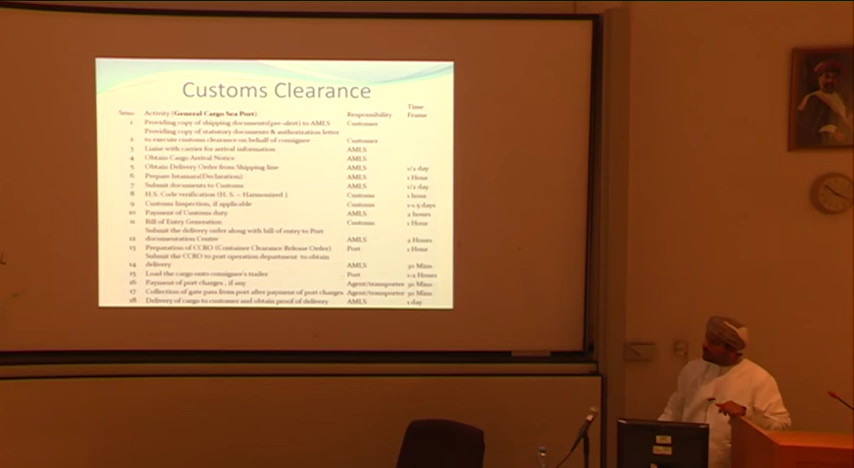 Customs Clearance
Time
Sr.no Activity (General Cargo Sea Port) Responsibility Frame
1 Providing copy of shipping documents(pre-alert) to AMLS Customer
Providing copy of statutory documents & authorization letter
2 to execute customs clearance on behalf of consignee Customer
3 Liaise with carrier for arrival information AMLS
4 Obtain Cargo Arrival Notice AMLS
5 Obtain Delivery Order from Shipping line AMLS 1/2 day
6 Prepare (Declaration) AMLS 1 Hour
7 Submit documents to Customs AMLS 1/2 day
8 H.S. Code verification (H. S. – Harmonized ) Customs 1 hour
9 Customs Inspection, if applicable Customs days
10 Payment of Customs duty AMLS 2 hours
11 Bill of Entry Generation Customs 1 Hour
Submit the delivery order along with bill of entry to Port
12 documentation Centre AMLS 2 Hours
13 Preparation of CCRO (Container Clearance Release Order) Port 1 Hour
Submit the CCRO to port operation department to obtain
14 delivery AMLS 30 Mins
15 Load the cargo onto consignee's trailer Port 1-2 Hours
16 Payment of port charges , if any Agent/transporter 30 Mins
17 Collection of gate pass from port after payment of port charges Agent/transporter 30 Mins
18 Delivery of cargo to customer and obtain proof of delivery AMLS 1 day